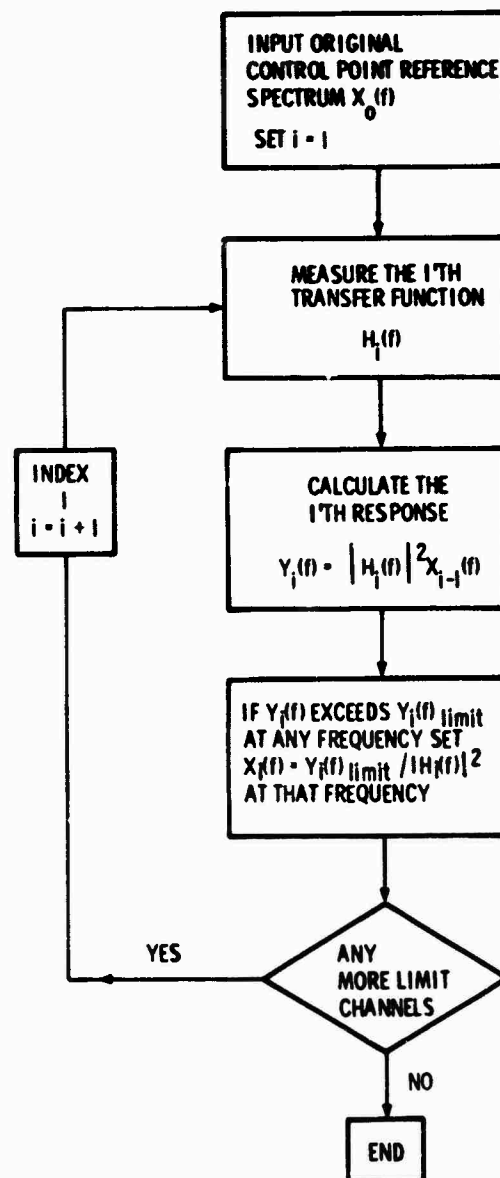 INPUT ORIGINAL
CONTROL POINT REFERENCE
SPECTRUM X₀(f)
SET i = 1
MEASURE THE I'TH
TRANSFER FUNCTION
Hᵢ(f)
INDEX
I
i = i + 1
CALCULATE THE
I'TH RESPONSE
Yᵢ(f) = |Hᵢ(f)|² Xᵢ₋₁(f)
IF Yᵢ(f) EXCEEDS Yᵢ(f) limit
AT ANY FREQUENCY SET
Xᵢ(f) = Yᵢ(f) limit / |Hᵢ(f)|²
AT THAT FREQUENCY
YES
ANY
MORE LIMIT
CHANNELS
NO
END